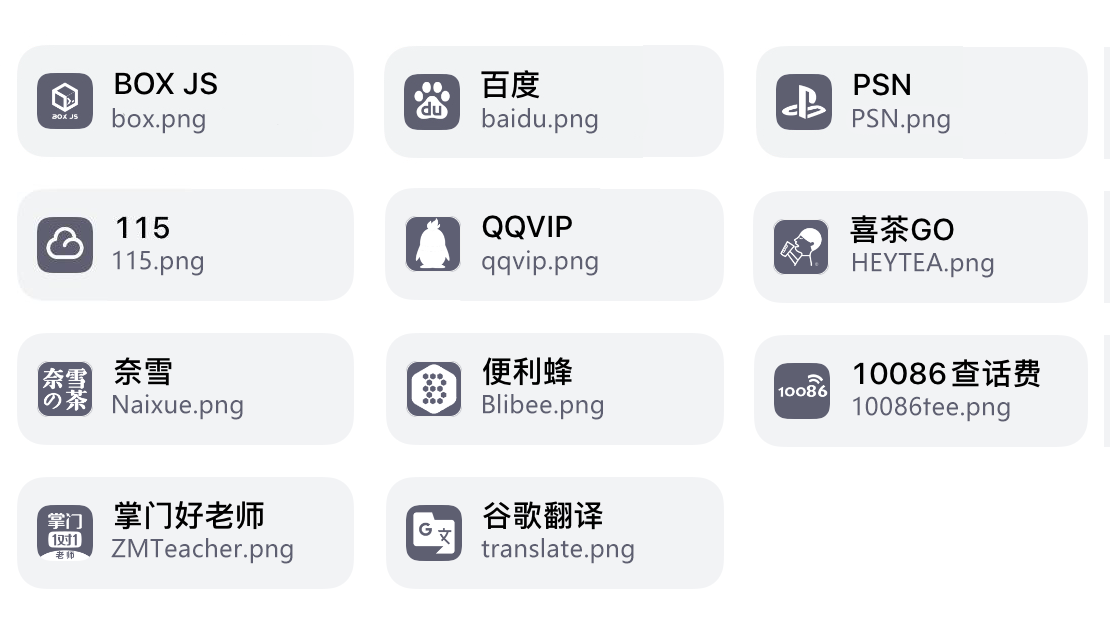 BOX JS
BOX JS
box.png
du
百度
baidu.png
PSN
PSN.png
115
115.png
QQVIP
qqvip.png
喜茶GO
HEYTEA.png
奈雪
の茶
奈雪
Naixue.png
便利蜂
Blibee.png
10086
10086查话费
10086tee.png
掌门
1对1
老师
掌门好老师
ZMTeacher.png
G文
谷歌翻译
translate.png